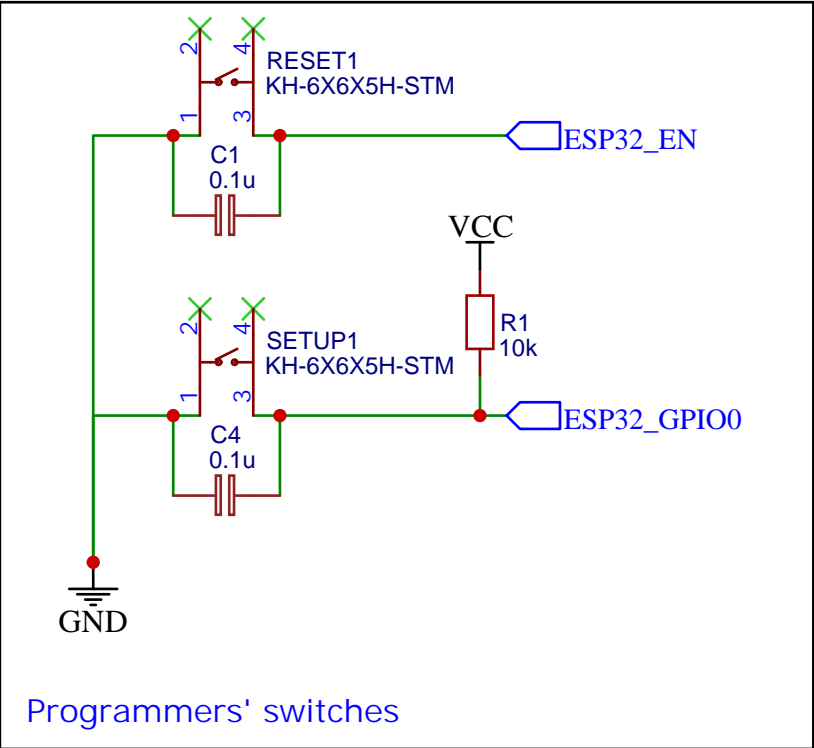 2
4
RESET1
KH-6X6X5H-STM
1
3
ESP32_EN
C1
0.1u
VCC
2
4
SETUP1
KH-6X6X5H-STM
R1
10k
1
3
ESP32_GPIO0
C4
0.1u
GND
Programmers' switches